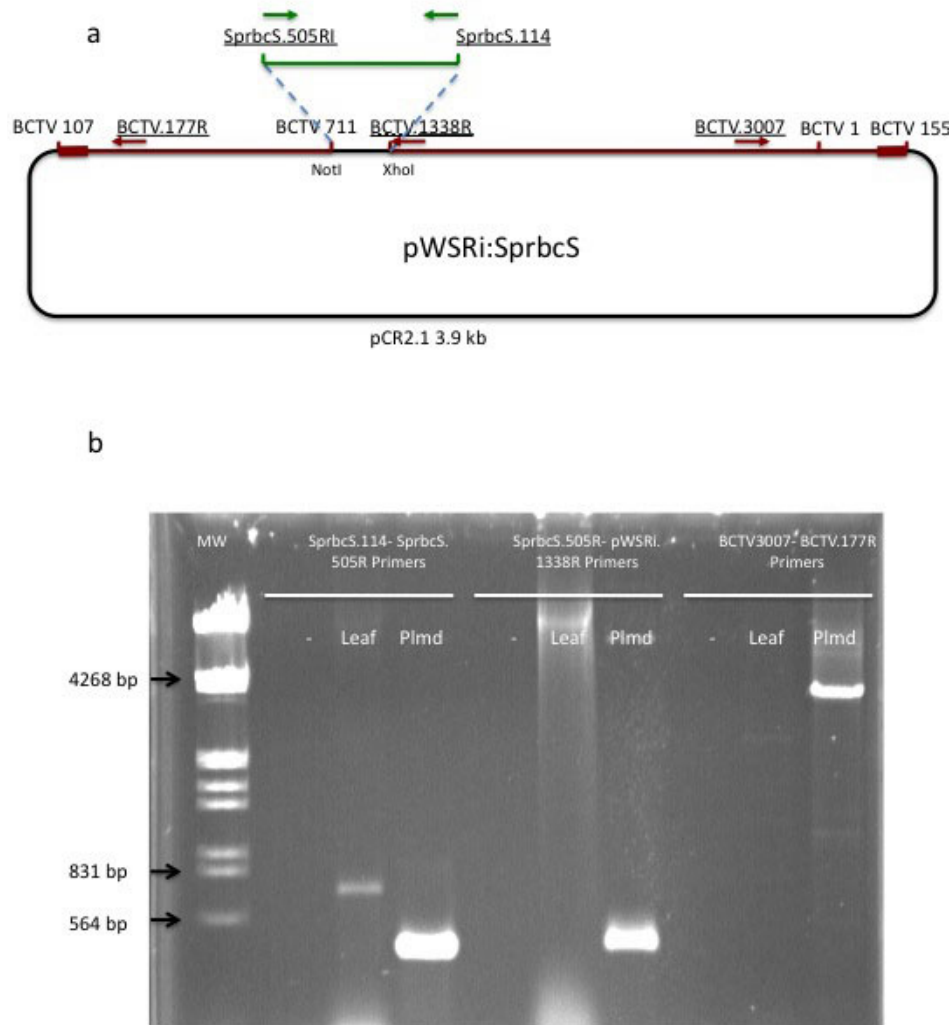 a
SprbcS.505RI
SprbcS.114
BCTV 107
BCTV.177R
BCTV 711
BCTV.1338R
BCTV.3007
BCTV 1
BCTV 155
NotI
XhoI
pWSRi:SprbcS
pCR2.1 3.9 kb
b
MW
SprbcS.114- SprbcS.
505R Primers
SprbcS.505R- pWSRi.
1338R Primers
BCTV3007- BCTV.177R
Primers
- Leaf Plmd
- Leaf Plmd
- Leaf Plmd
4268 bp
831 bp
564 bp